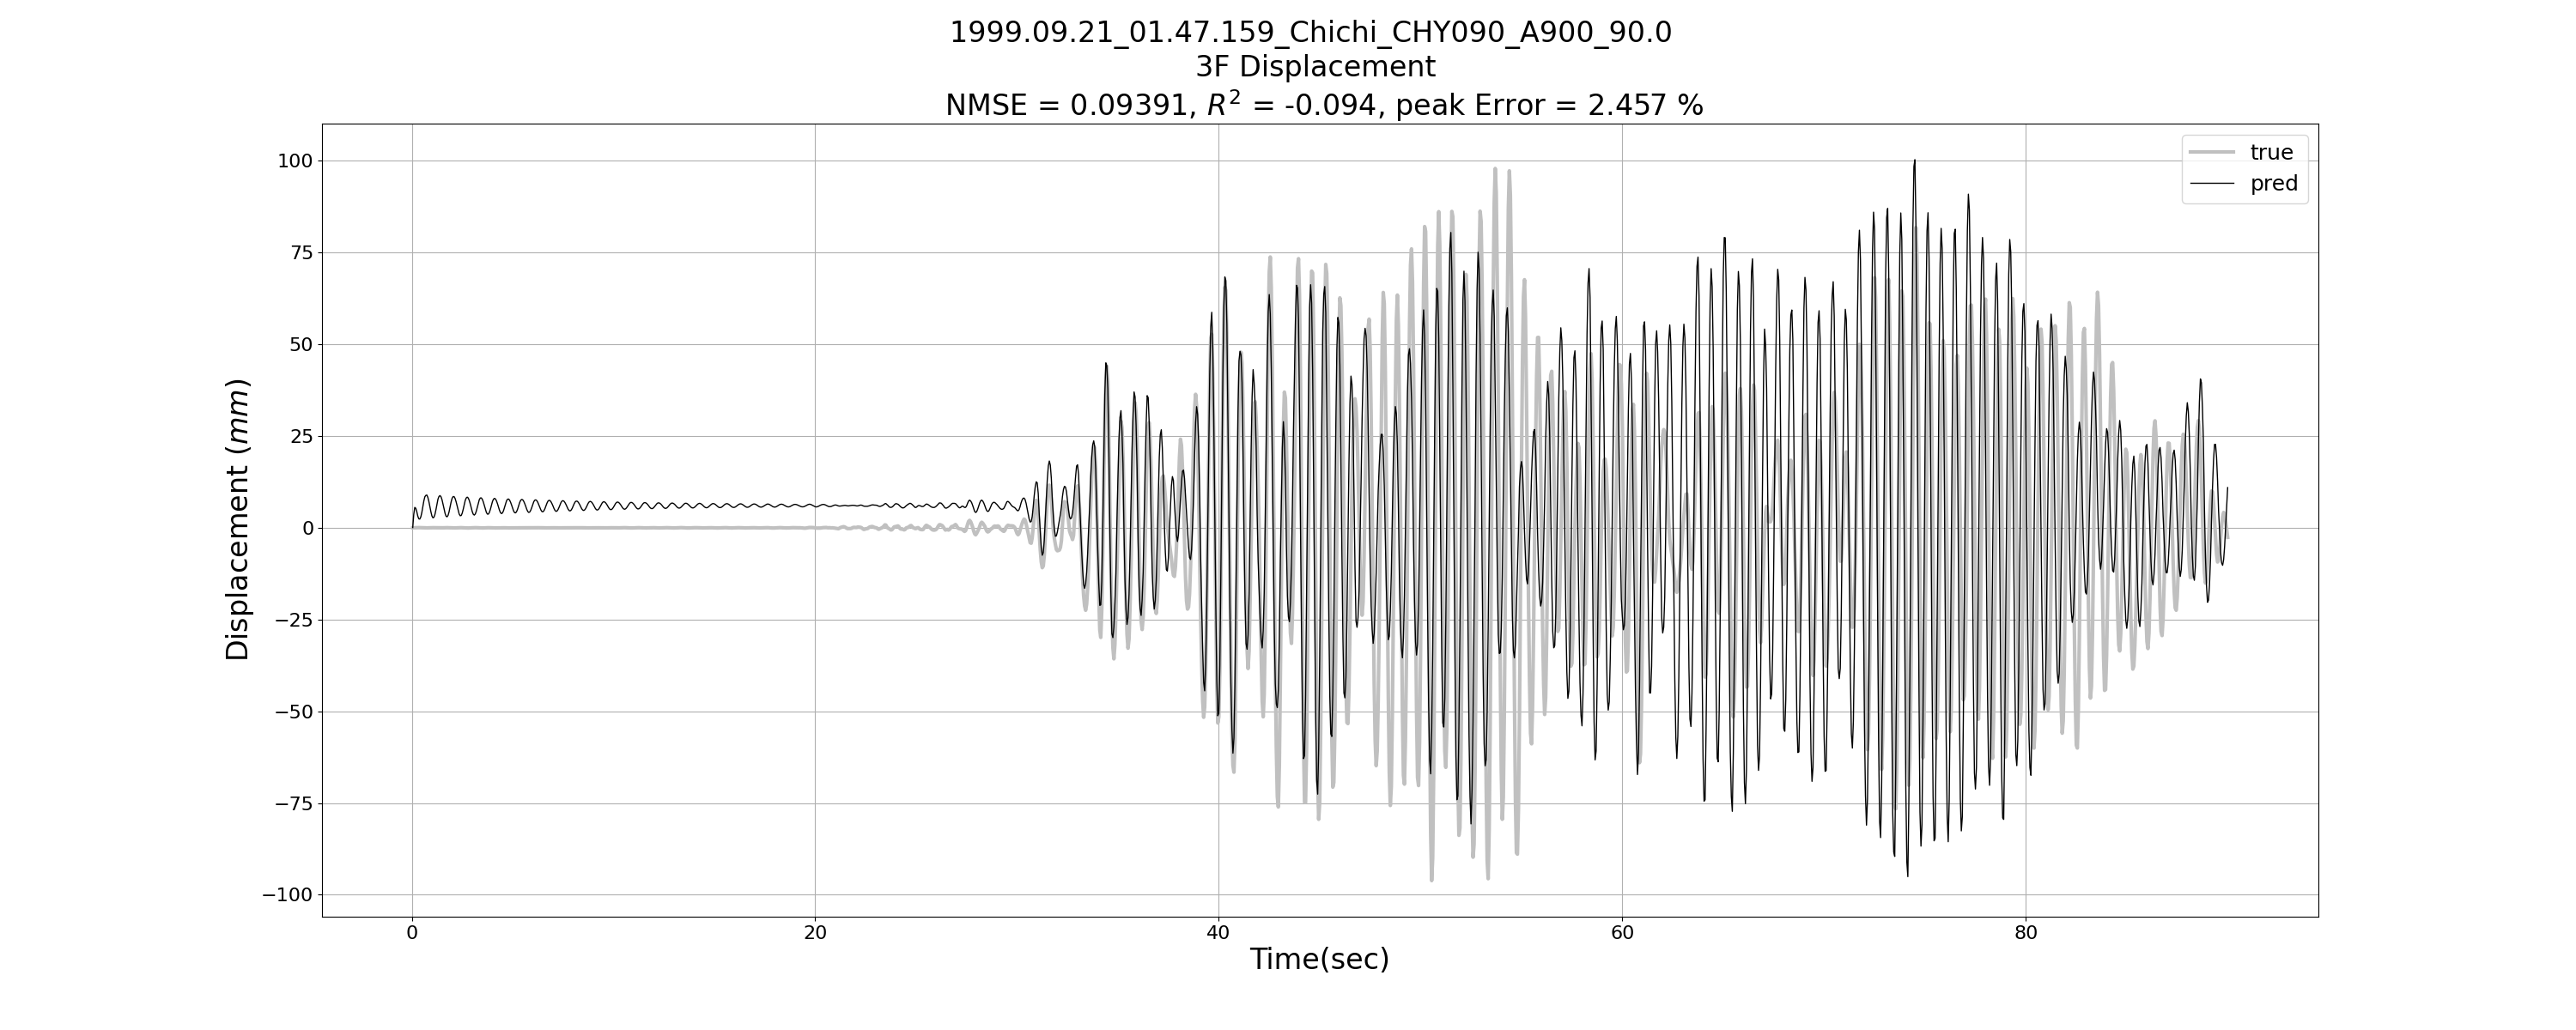 1999.09.21_01.47.159_Chichi_CHY090_A900_90.0
3F Displacement
NMSE = 0.09391, R² = -0.094, peak Error = 2.457 %
true
pred
100
75
50
25
0
−25
−50
−75
−100
Displacement (mm)
0 20 40 60 80
Time(sec)